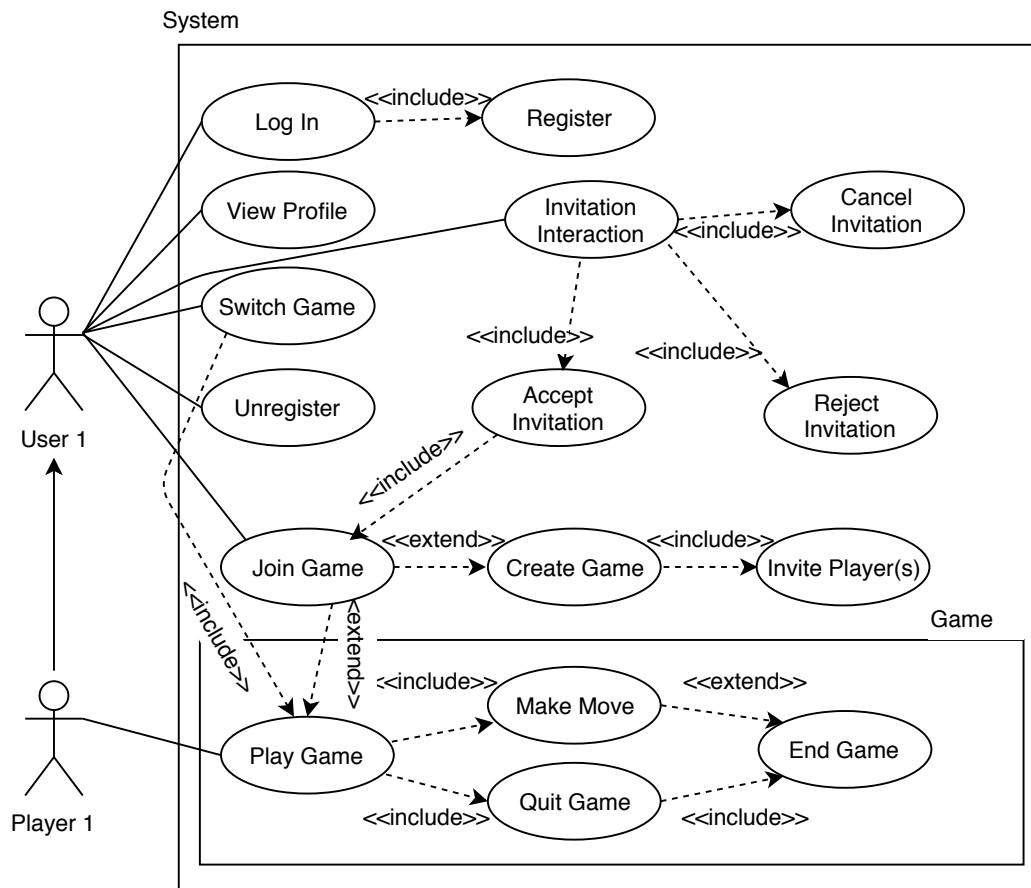 System
<<include>>
Log In
Register
View Profile
Invitation
Interaction
Cancel
Invitation
<<include>>
Switch Game
<<include>>
<<include>>
Unregister
Accept
Invitation
Reject
Invitation
User 1
<<include>>
<<extend>>
<<include>>
Join Game
Create Game
Invite Player(s)
<<include>>
<extend>>
Game
<<include>>
Make Move
<<extend>>
Play Game
End Game
Quit Game
<<include>>
<<include>>
Player 1